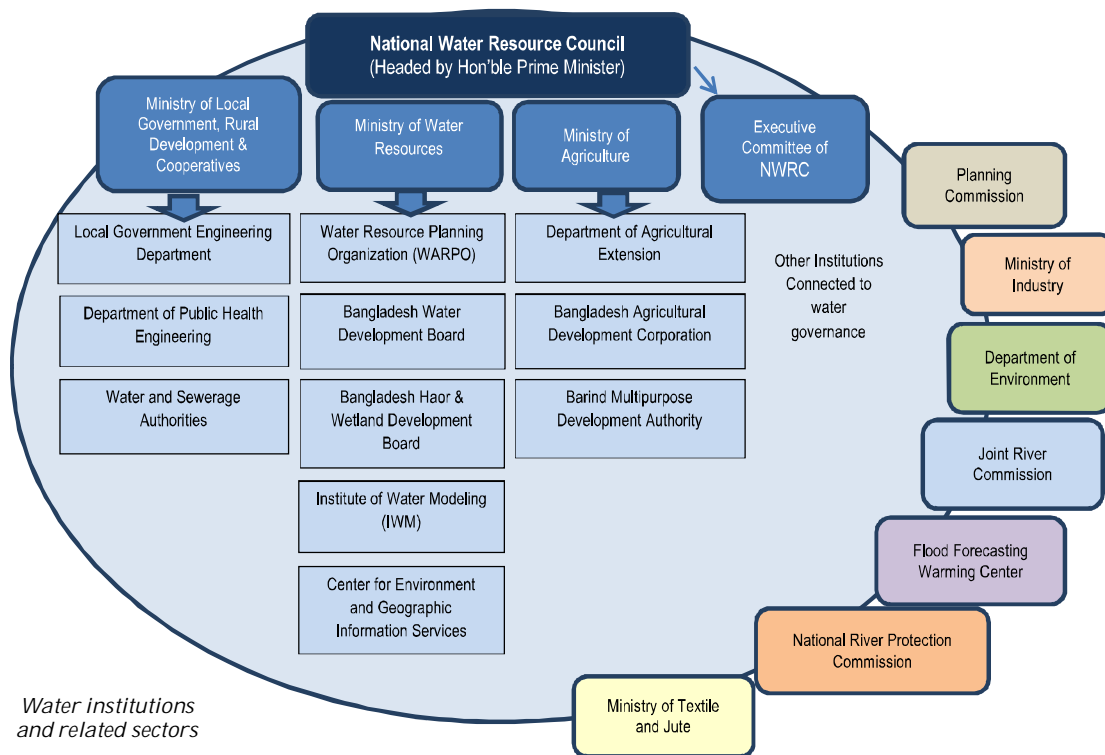 National Water Resource Council
(Headed by Hon'ble Prime Minister)
Ministry of Local
Government, Rural
Development &
Cooperatives
Ministry of Water
Resources
Ministry of
Agriculture
Executive
Committee of
NWRC
Local Government Engineering
Department
Department of Public Health
Engineering
Water and Sewerage
Authorities
Water Resource Planning
Organization (WARPO)
Bangladesh Water
Development Board
Bangladesh Haor &
Wetland Development
Board
Institute of Water Modeling
(IWM)
Center for Environment
and Geographic
Information Services
Department of Agricultural
Extension
Bangladesh Agricultural
Development Corporation
Barind Multipurpose
Development Authority
Other Institutions
Connected to
water
governance
Planning
Commission
Ministry of
Industry
Department of
Environment
Joint River
Commission
Flood Forecasting
Warming Center
National River Protection
Commission
Ministry of Textile
and Jute
Water institutions
and related sectors